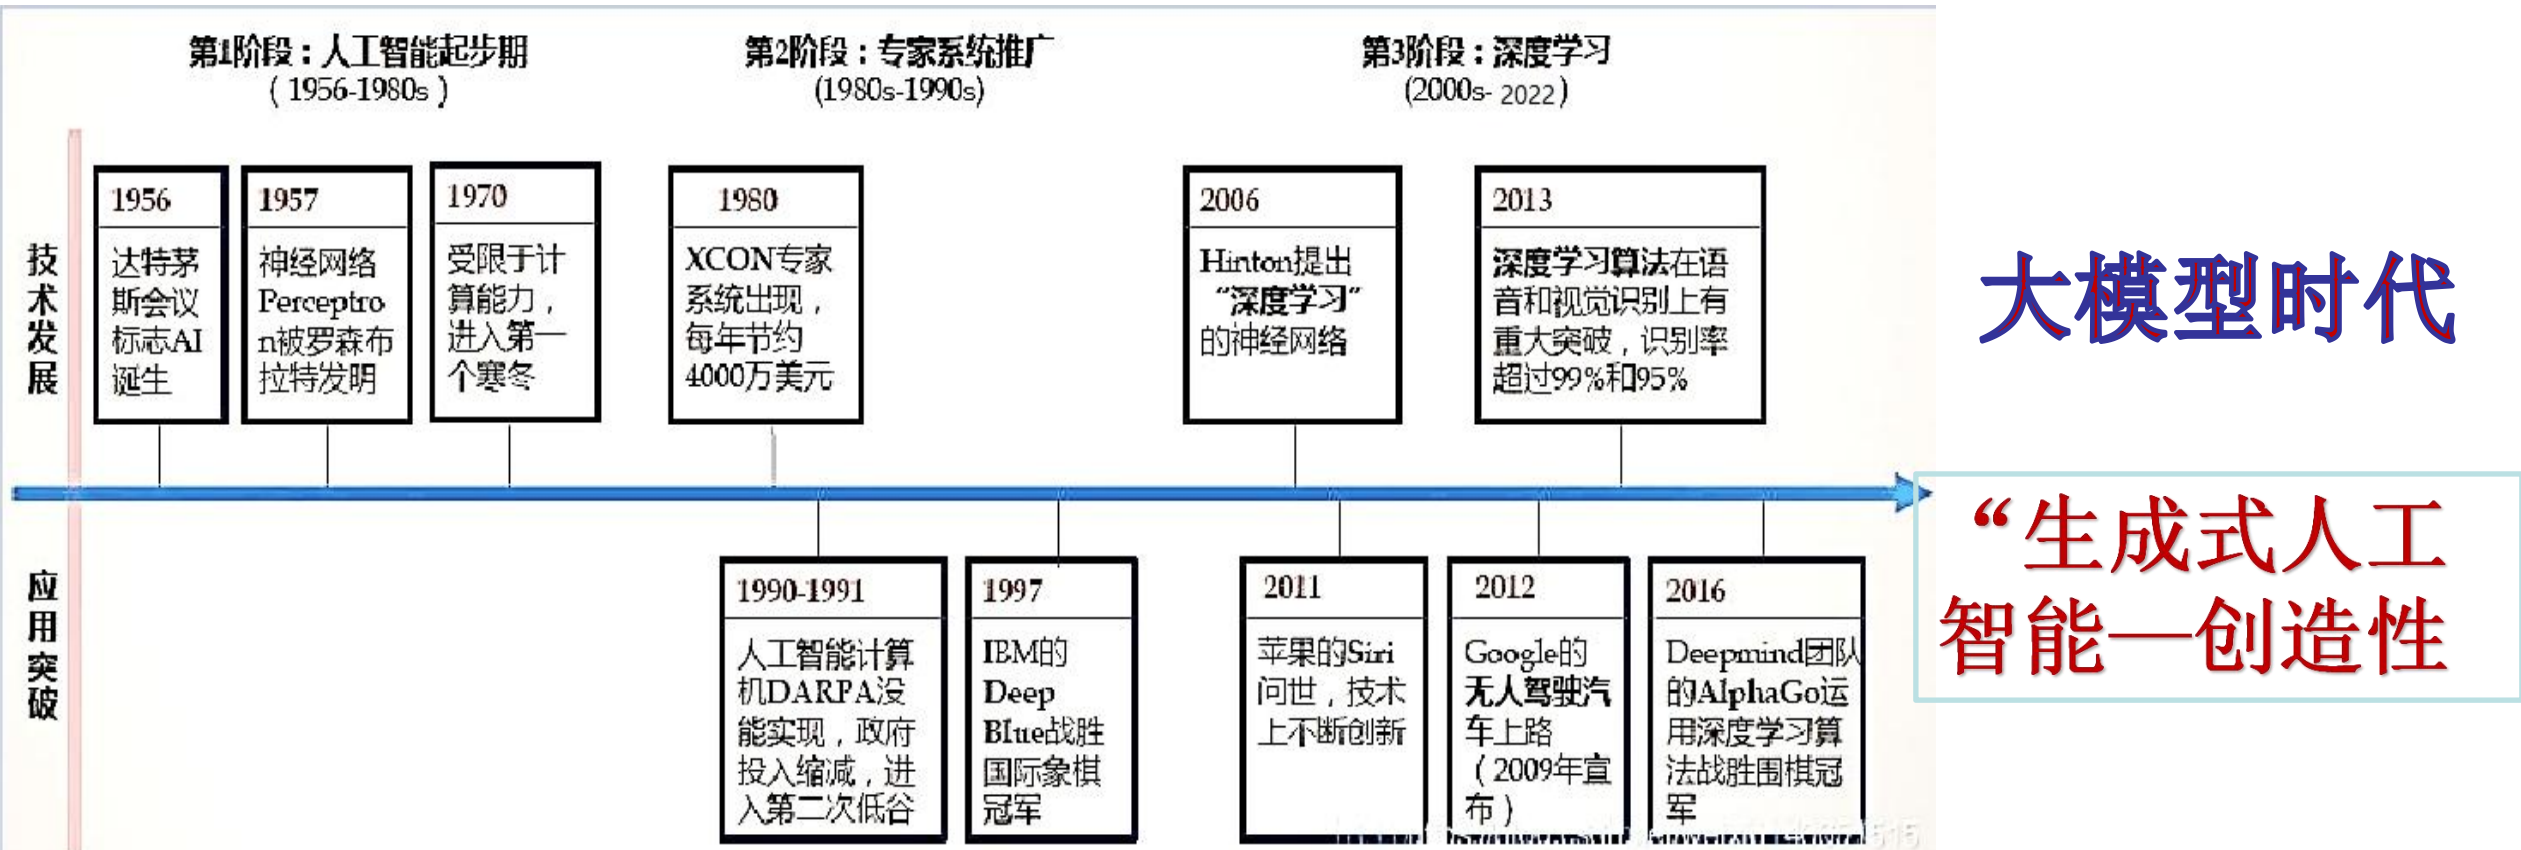 第1阶段：人工智能起步期
（1956-1980s）
第2阶段：专家系统推广
(1980s-1990s)
第3阶段：深度学习
(2000s- 2022)
技术发展
1956
达特茅
斯会议
标志AI
诞生
1957
神经网络
Perceptro
n被罗森布
拉特发明
1970
受限于计
算能力，
进入第一
个寒冬
1980
XCON专家
系统出现，
每年节约
4000万美元
2006
Hinton提出
“深度学习”
的神经网络
2013
深度学习算法在语
音和视觉识别上有
重大突破，识别率
超过99%和95%
大模型时代
应用突破
1990-1991
人工智能计算
机DARPA没
能实现，政府
投入缩减，进
入第二次低谷
1997
IBM的
Deep
Blue战胜
国际象棋
冠军
2011
苹果的Siri
问世，技术
上不断创新
2012
Google的
无人驾驶汽
车上路
（2009年宣
布）
2016
Deepmind团队
的AlphaGo运
用深度学习算
法战胜围棋冠
军
“生成式人工
智能—创造性